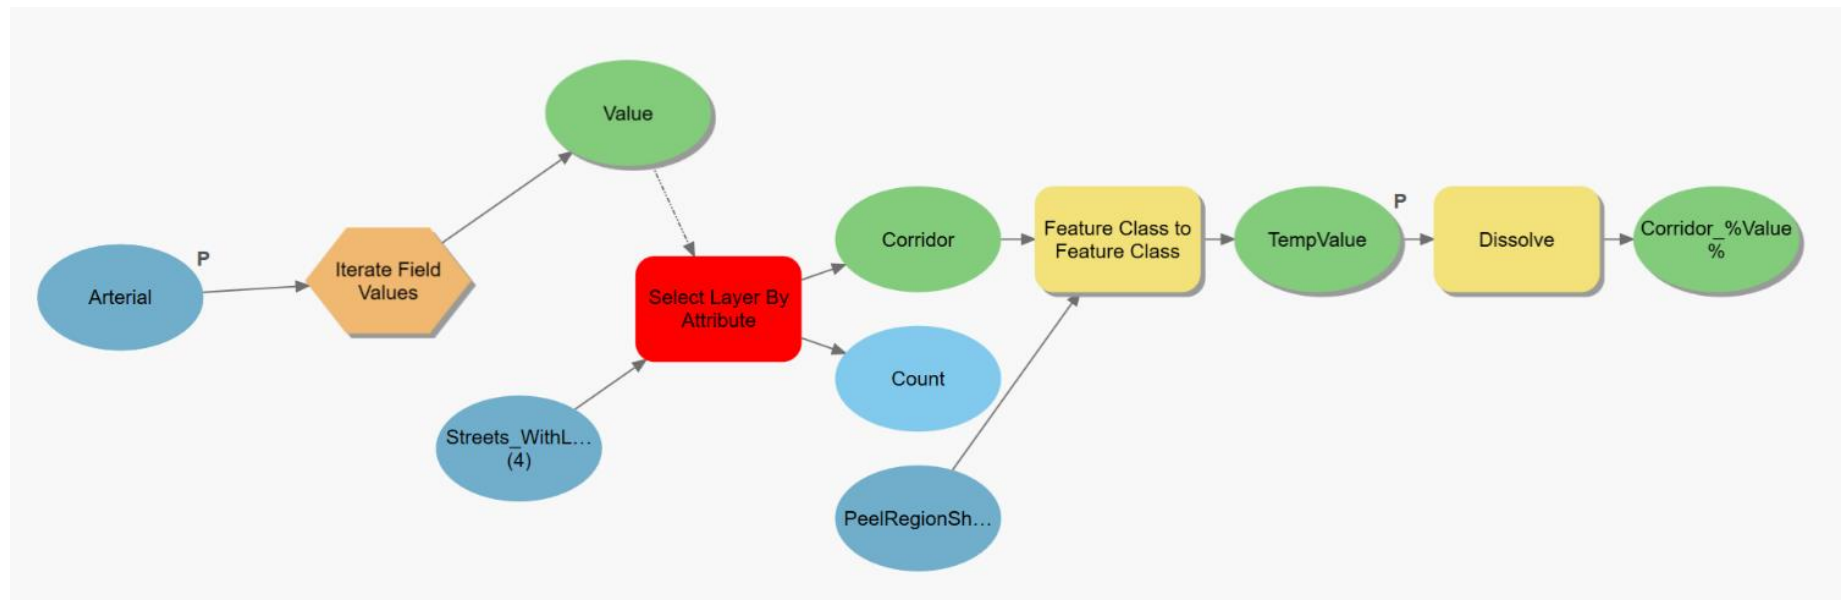 Value
P
Arterial
Iterate Field
Values
Select Layer By
Attribute
Streets_WithL...
(4)
Corridor
Count
PeelRegionSh...
Feature Class to
Feature Class
TempValue
P
Dissolve
Corridor_%Value
%